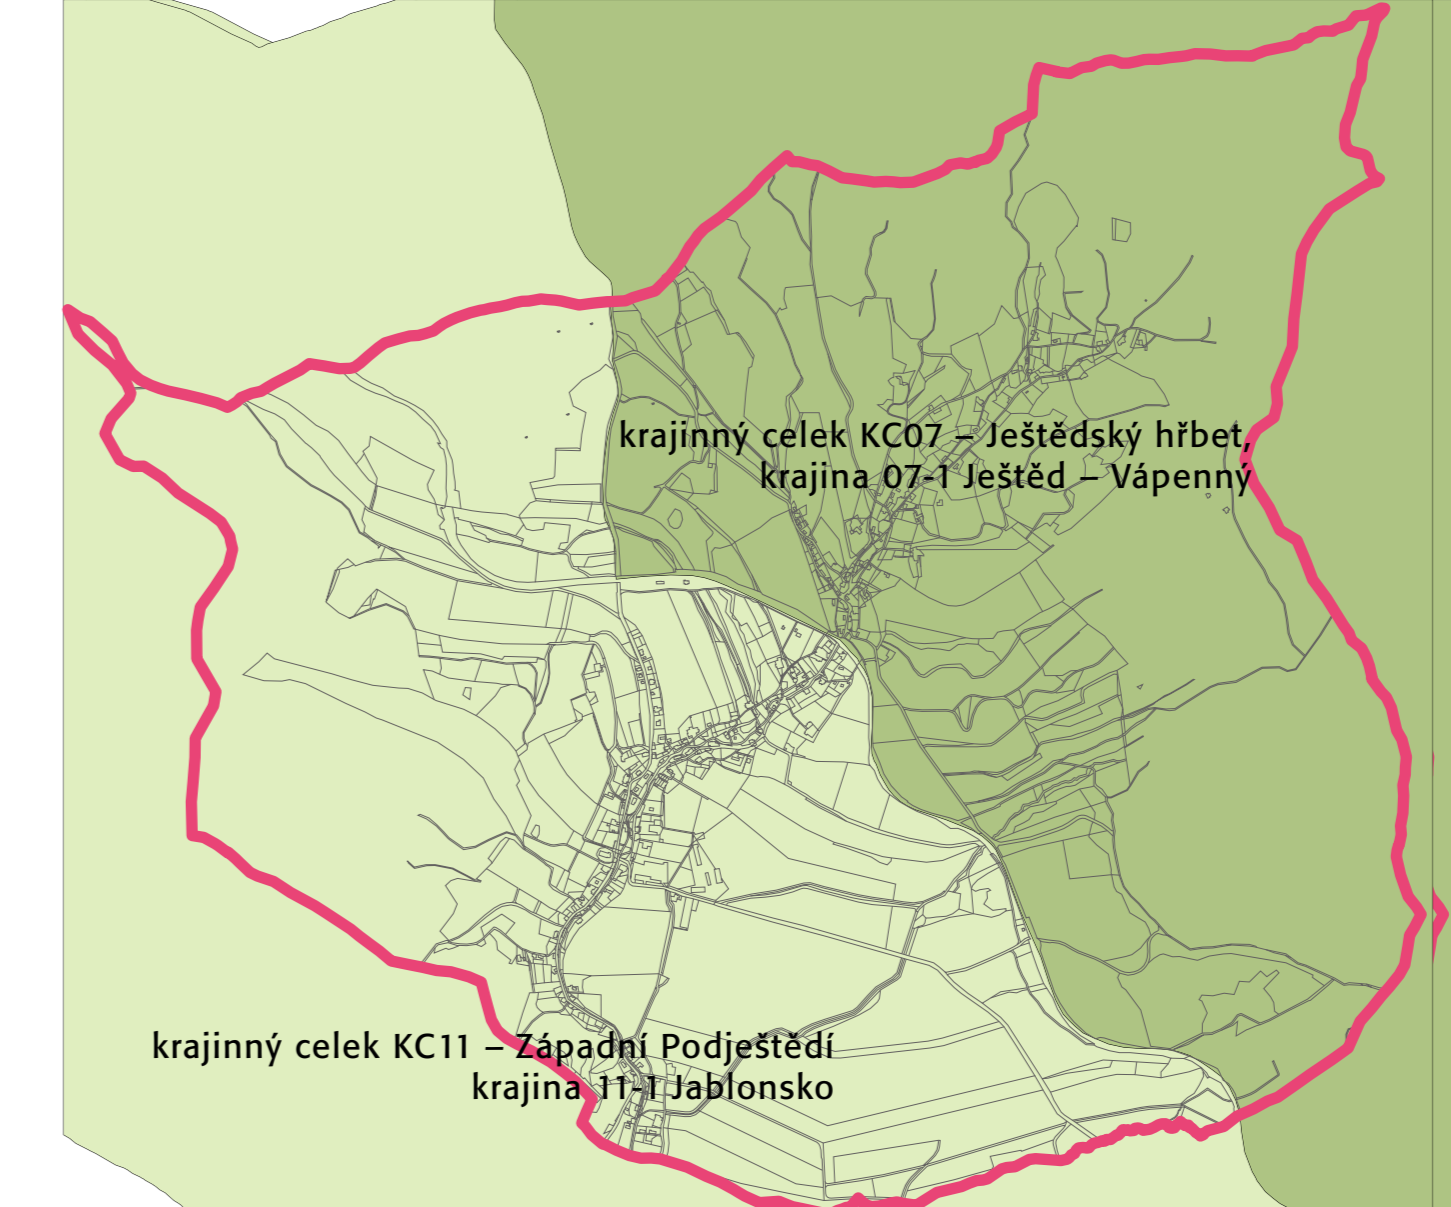 krajinný celek KC07 – Ještědský hřbet,
krajina 07-1 Ještěd – Vápenný
krajinný celek KC11 – Západní Podještědí
krajina 11-1 Jablonsko